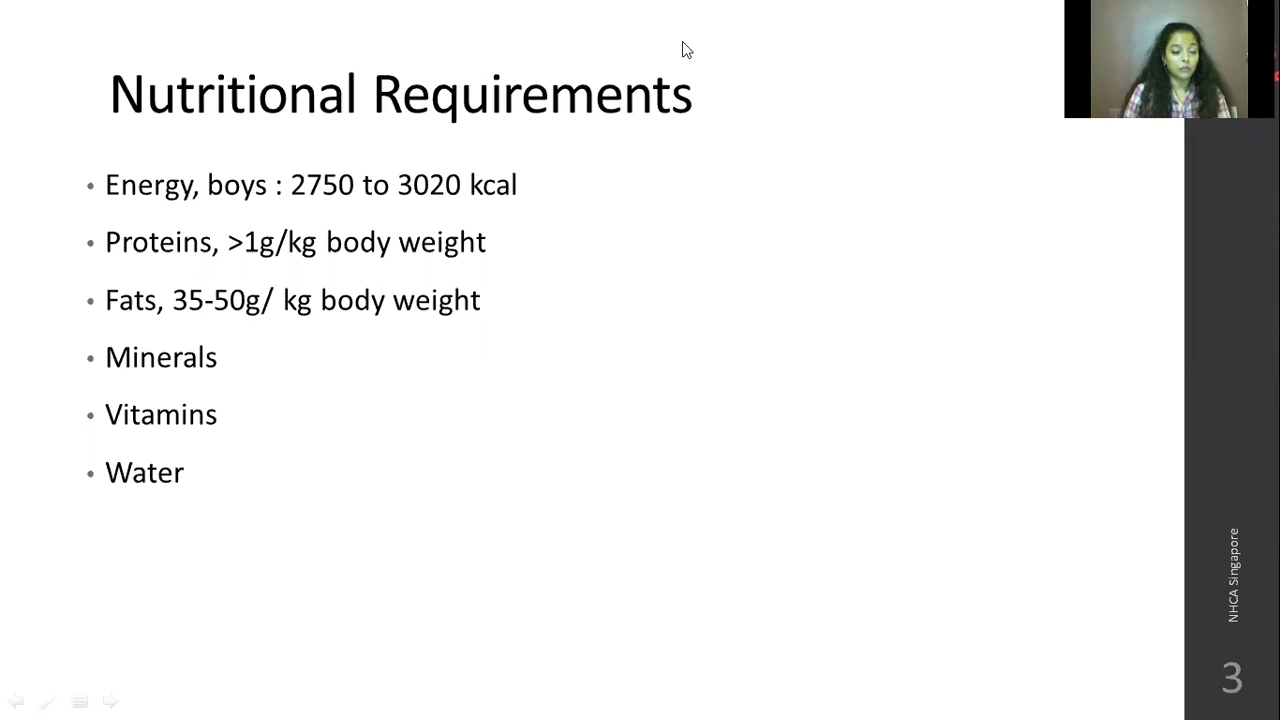 Nutritional Requirements
• Energy, boys : 2750 to 3020 kcal
• Proteins, >1g/kg body weight
• Fats, 35-50g/ kg body weight
• Minerals
• Vitamins
• Water
NHCA Singapore
3